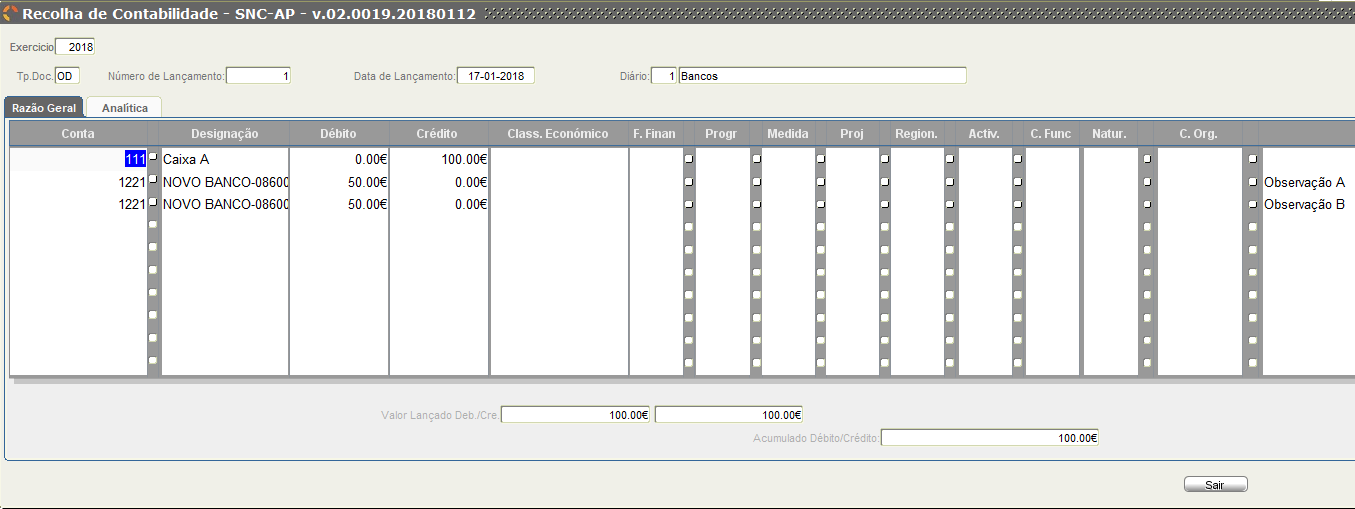 Recolha de Contabilidade - SNC-AP - v.02.0019.20180112
Exercicio 2018
Tp.Doc. OD Número de Lançamento: 1 Data de Lançamento: 17-01-2018 Diário: 1 Bancos
Razão Geral Analítica
Conta Designação Débito Crédito Class. Económico F. Finan Progr Medida Proj Region. Activ. C. Func Natur. C. Org.
111 Caixa A 0.00€ 100.00€
1221 NOVO BANCO-08600 50.00€ 0.00€ Observação A
1221 NOVO BANCO-08600 50.00€ 0.00€ Observação B
Valor Lançado Deb./Cre. 100.00€ 100.00€
Acumulado Débito/Crédito: 100.00€
Sair